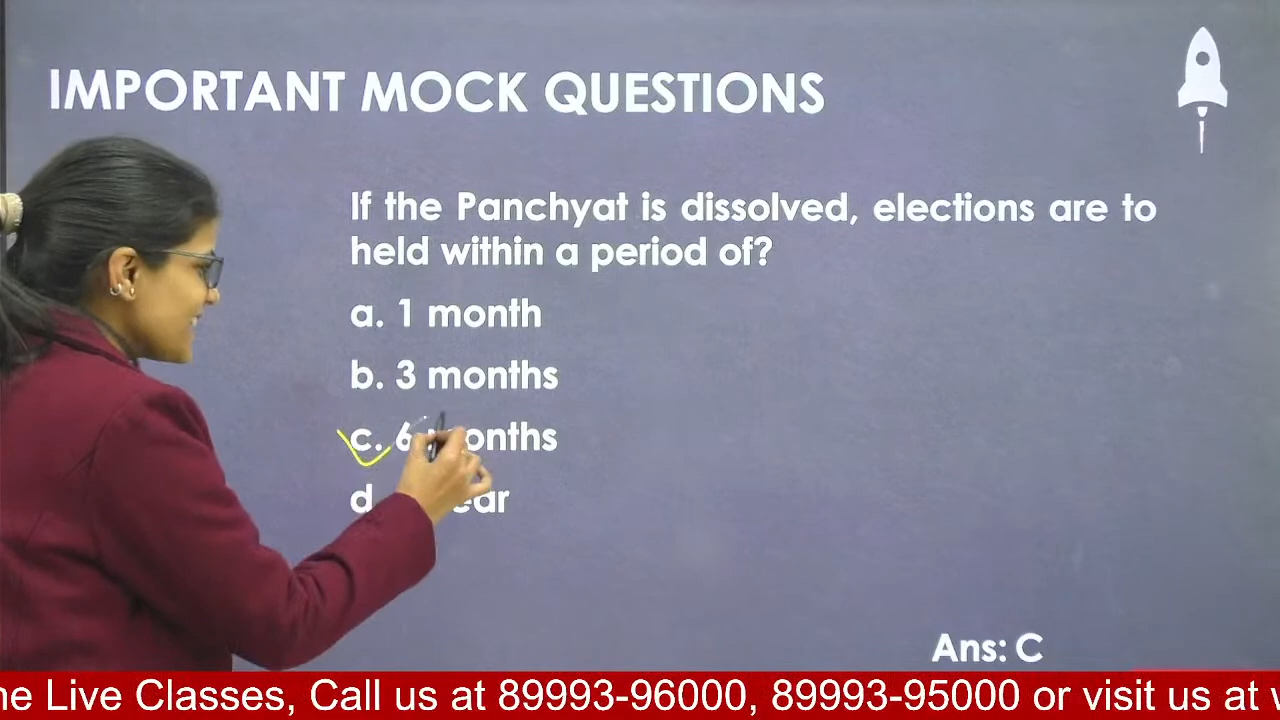 IMPORTANT MOCK QUESTIONS
If the Panchyat is dissolved, elections are to
held within a period of?
a. 1 month
b. 3 months
c. 6 months
d
Ans: C
Live Classes, Call us at 89993-96000, 89993-95000 or visit us at